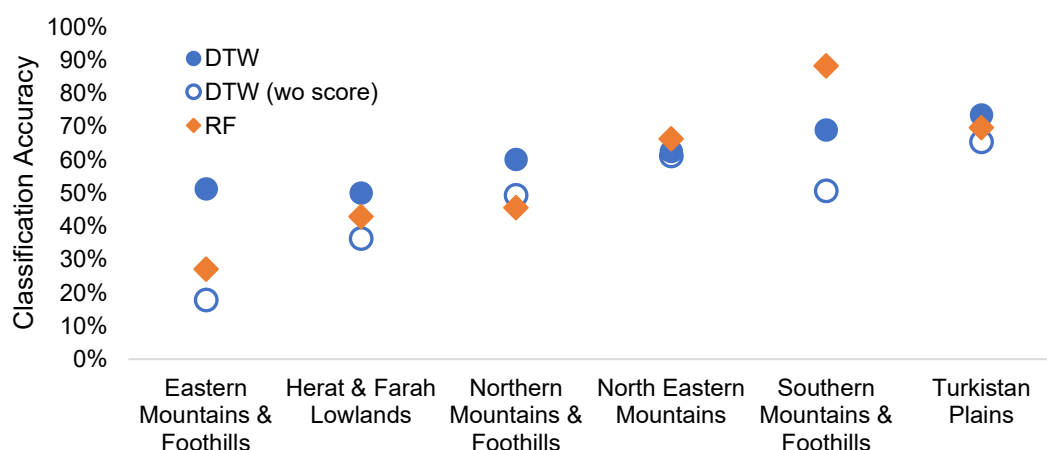 100%
90%
80%
70%
60%
50%
40%
30%
20%
10%
0%
Classification Accuracy
DTW
DTW (wo score)
RF
Eastern
Mountains &
Foothills
Herat & Farah
Lowlands
Northern
Mountains &
Foothills
North Eastern
Mountains
Southern
Mountains &
Foothills
Turkistan
Plains